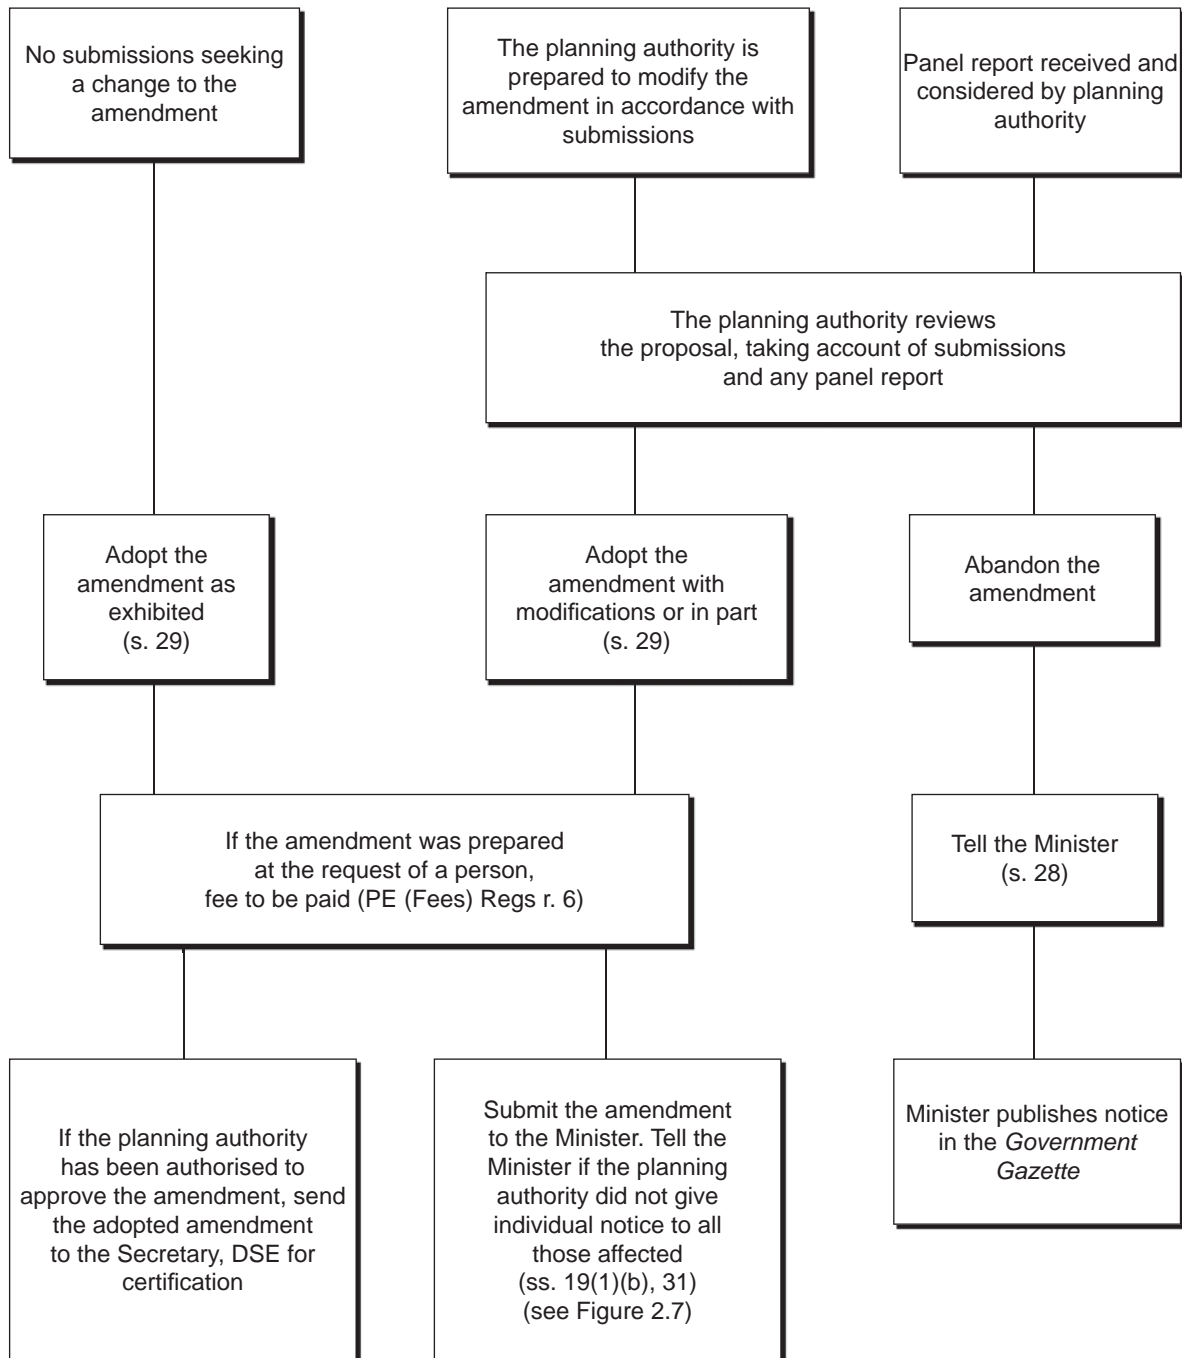 No submissions seeking
a change to the
amendment
The planning authority is
prepared to modify the
amendment in accordance with
submissions
Panel report received and
considered by planning
authority
The planning authority reviews
the proposal, taking account of submissions
and any panel report
Adopt the
amendment as
exhibited
(s. 29)
Adopt the
amendment with
modifications or in part
(s. 29)
Abandon the
amendment
If the amendment was prepared
at the request of a person,
fee to be paid (PE (Fees) Regs r. 6)
Tell the Minister
(s. 28)
If the planning authority
has been authorised to
approve the amendment, send
the adopted amendment
to the Secretary, DSE for
certification
Submit the amendment
to the Minister. Tell the
Minister if the planning
authority did not give
individual notice to all
those affected
(ss. 19(1)(b), 31)
(see Figure 2.7)
Minister publishes notice
in the Government
Gazette